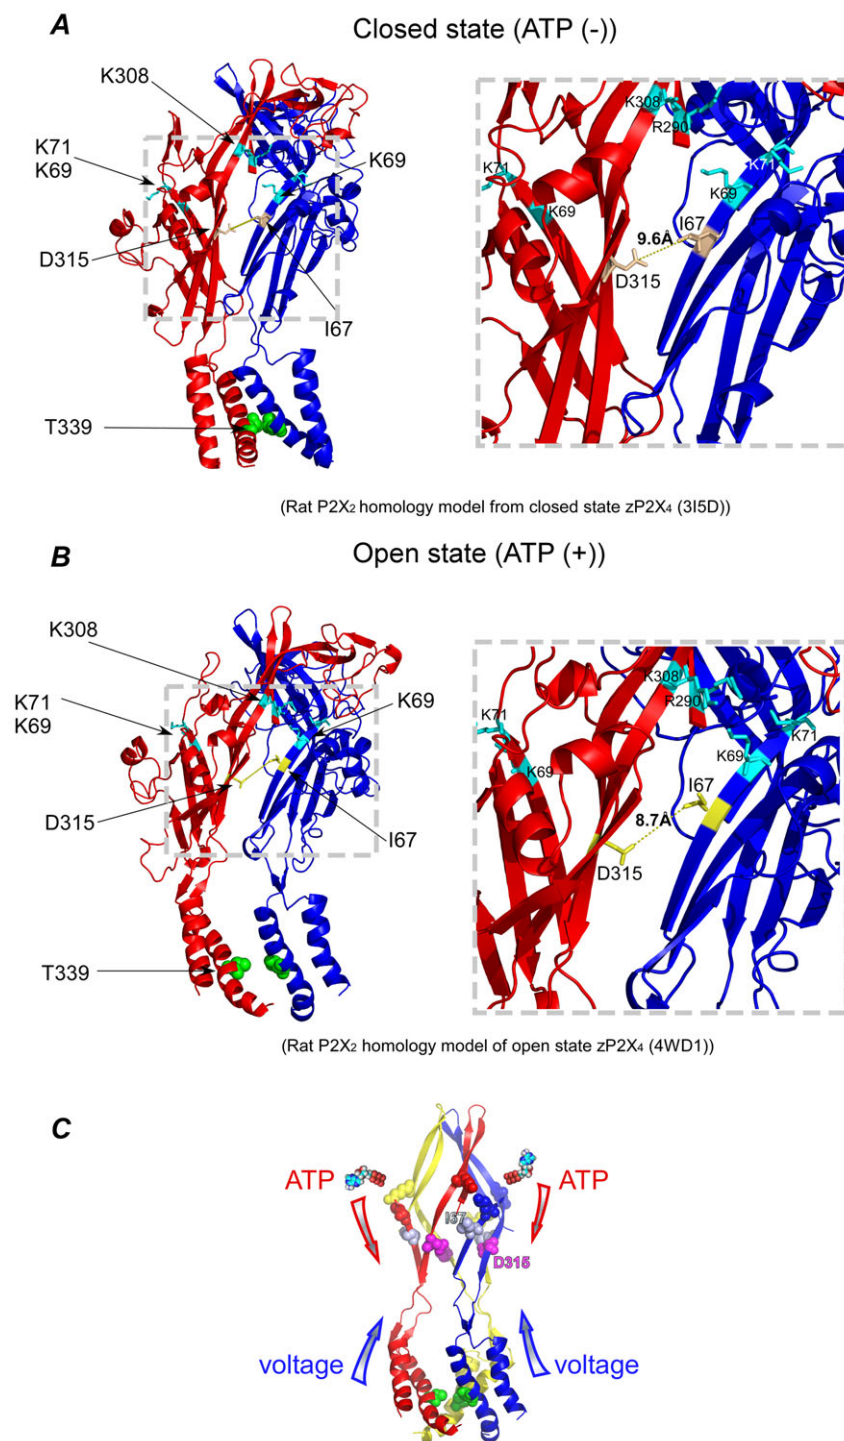 A
Closed state (ATP (-))
K308
K71
K69
K69
D315
I67
T339
K308
R290
K71
K71
K69
K69
I67
9.6Å
D315
(Rat P2X₂ homology model from closed state zP2X₄ (3I5D))
B
Open state (ATP (+))
K308
K71
K69
K69
D315
I67
T339
K308
R290
K71
K71
K69
K69
I67
8.7Å
D315
(Rat P2X₂ homology model of open state zP2X₄ (4WD1))
C
ATP
ATP
I67
D315
voltage
voltage